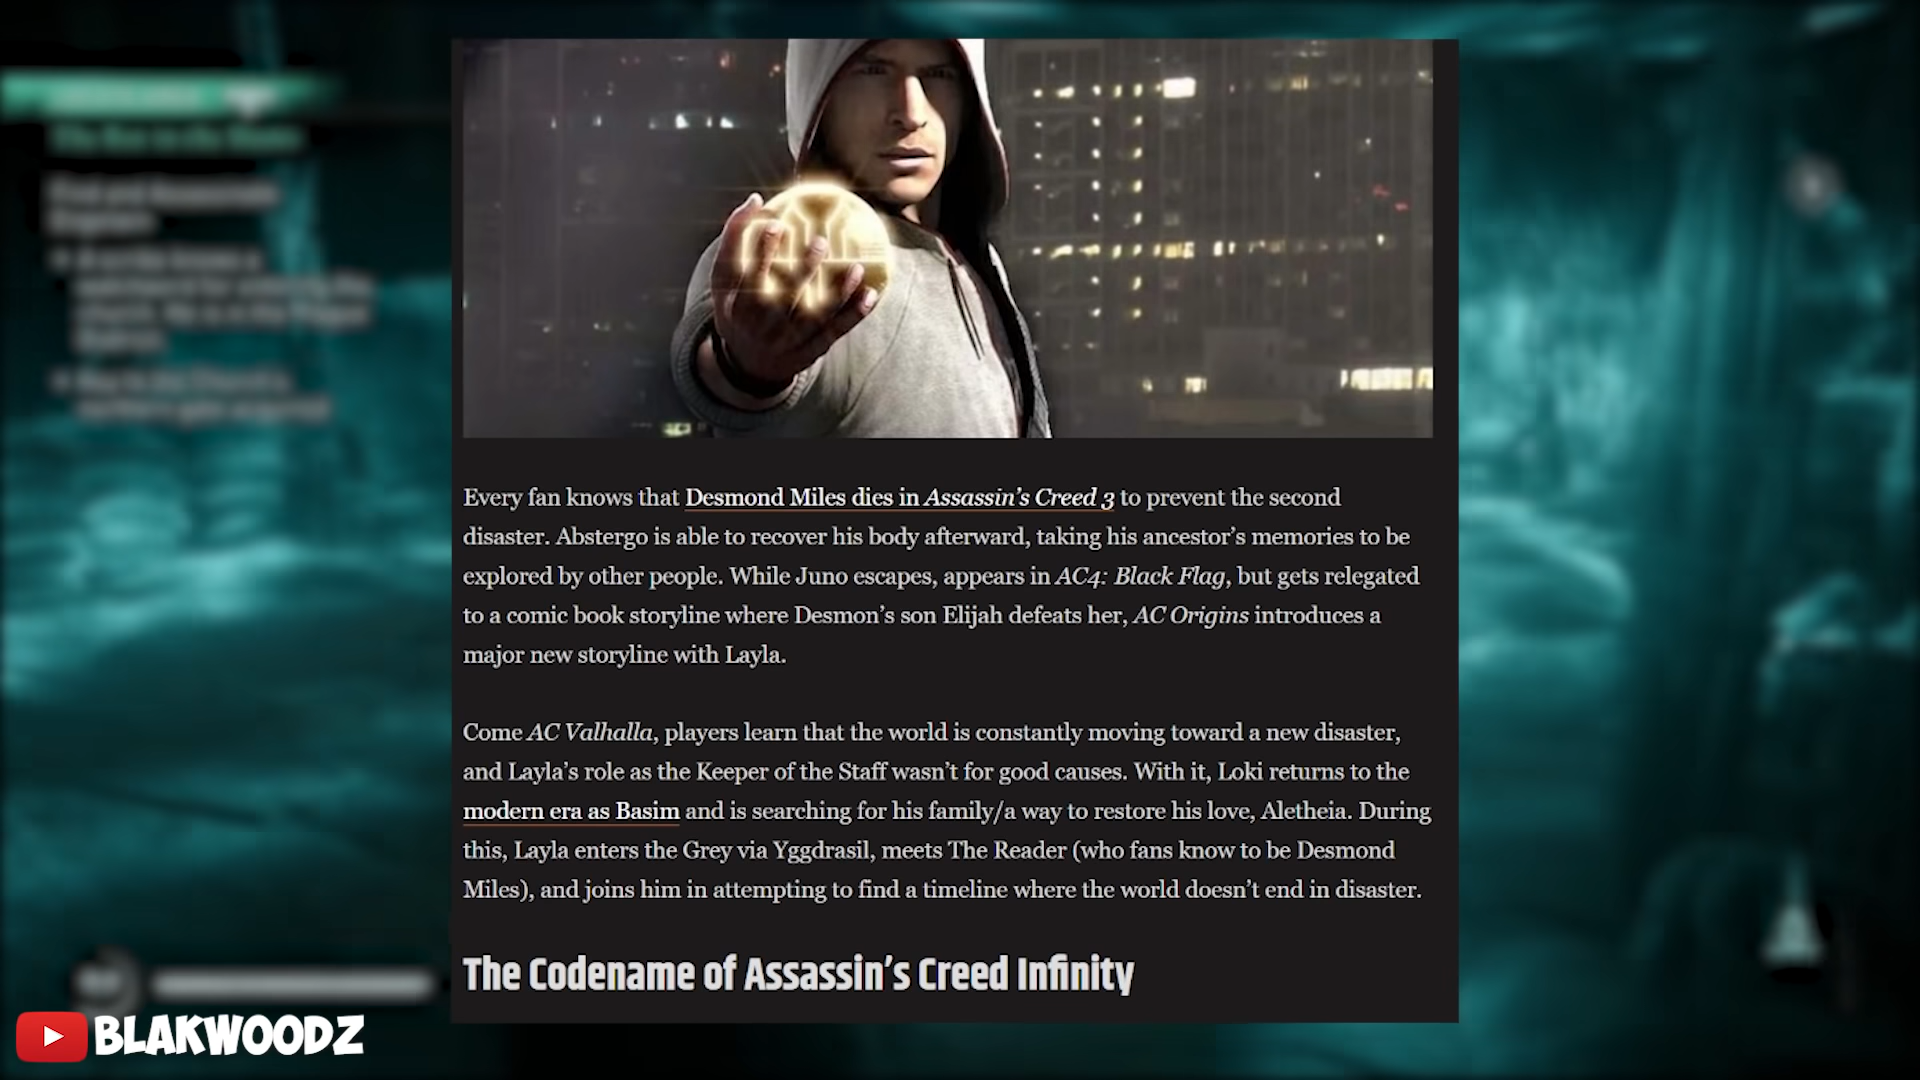 Every fan knows that Desmond Miles dies in Assassin's Creed 3 to prevent the second
disaster. Abstergo is able to recover his body afterward, taking his ancestor's memories to be
explored by other people. While Juno escapes, appears in AC4: Black Flag, but gets relegated
to a comic book storyline where Desmon's son Elijah defeats her, AC Origins introduces a
major new storyline with Layla.
Come AC Valhalla, players learn that the world is constantly moving toward a new disaster,
and Layla's role as the Keeper of the Staff wasn't for good causes. With it, Loki returns to the
modern era as Basim and is searching for his family/a way to restore his love, Aletheia. During
this, Layla enters the Grey via Yggdrasil, meets The Reader (who fans know to be Desmond
Miles), and joins him in attempting to find a timeline where the world doesn't end in disaster.
The Codename of Assassin's Creed Infinity
BLAKWOODZ